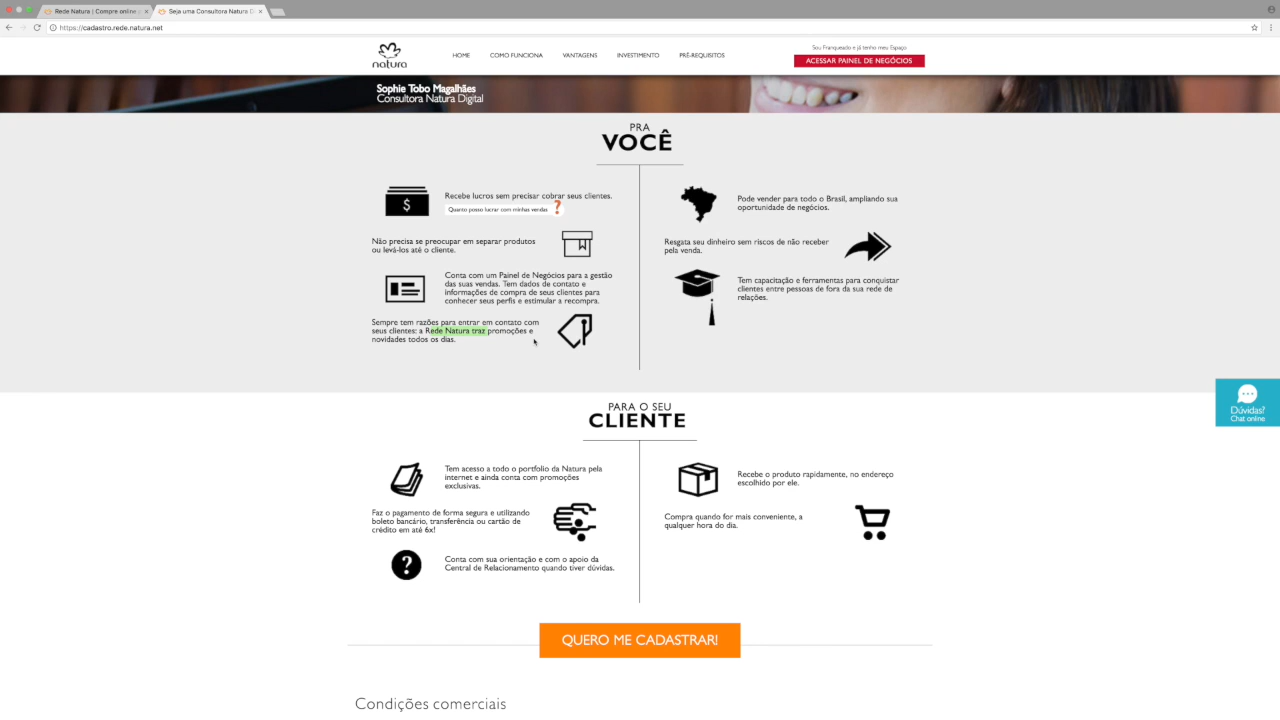 Rede Natura | Compre online
Seja uma Consultora Natura D
https://cadastro.rede.natura.net
natura
HOME
COMO FUNCIONA
VANTAGENS
INVESTIMENTO
PRÉ-REQUISITOS
Sou Franqueado e já tenho meu Espaço
ACESSAR PAINEL DE NEGÓCIOS
Sophie Tobo Magalhães
Consultora Natura Digital
PRA
VOCÊ
Recebe lucros sem precisar cobrar seus clientes.
Quanto posso lucrar com minhas vendas ?
Não precisa se preocupar em separar produtos
ou levá-los até o cliente.
Conta com um Painel de Negócios para a gestão
das suas vendas. Tem dados de contato e
informações de compra de seus clientes para
conhecer seus perfis e estimular a recompra.
Sempre tem razões para entrar em contato com
seus clientes: a Rede Natura traz promoções e
novidades todos os dias.
Pode vender para todo o Brasil, ampliando sua
oportunidade de negócios.
Resgata seu dinheiro sem riscos de não receber
pela venda.
Tem capacitação e ferramentas para conquistar
clientes entre pessoas de fora da sua rede de
relações.
Dúvidas?
Chat online
PARA O SEU
CLIENTE
Tem acesso a todo o portfolio da Natura pela
internet e ainda conta com promoções
exclusivas.
Faz o pagamento de forma segura e utilizando
boleto bancário, transferência ou cartão de
crédito em até 6x!
Conta com sua orientação e com o apoio da
Central de Relacionamento quando tiver dúvidas.
Recebe o produto rapidamente, no endereço
escolhido por ele.
Compra quando for mais conveniente, a
qualquer hora do dia.
QUERO ME CADASTRAR!
Condições comerciais